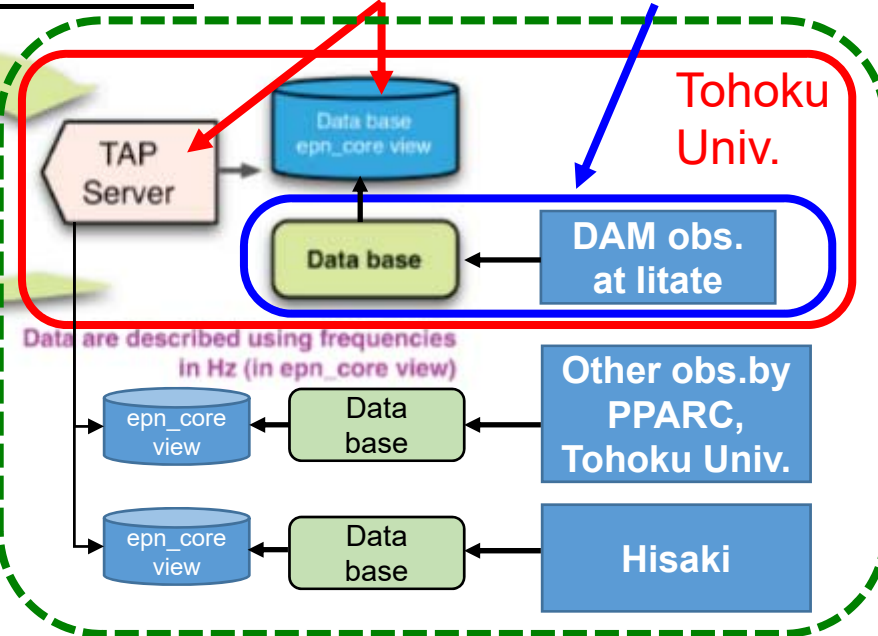 Tohoku
Univ.
Data base
epn_core view
TAP
Server
DAM obs.
at Iitate
Data base
Data are described using frequencies
in Hz (in epn_core view)
Other obs.by
PPARC,
Tohoku Univ.
epn_core
view
Data
base
epn_core
view
Data
base
Hisaki